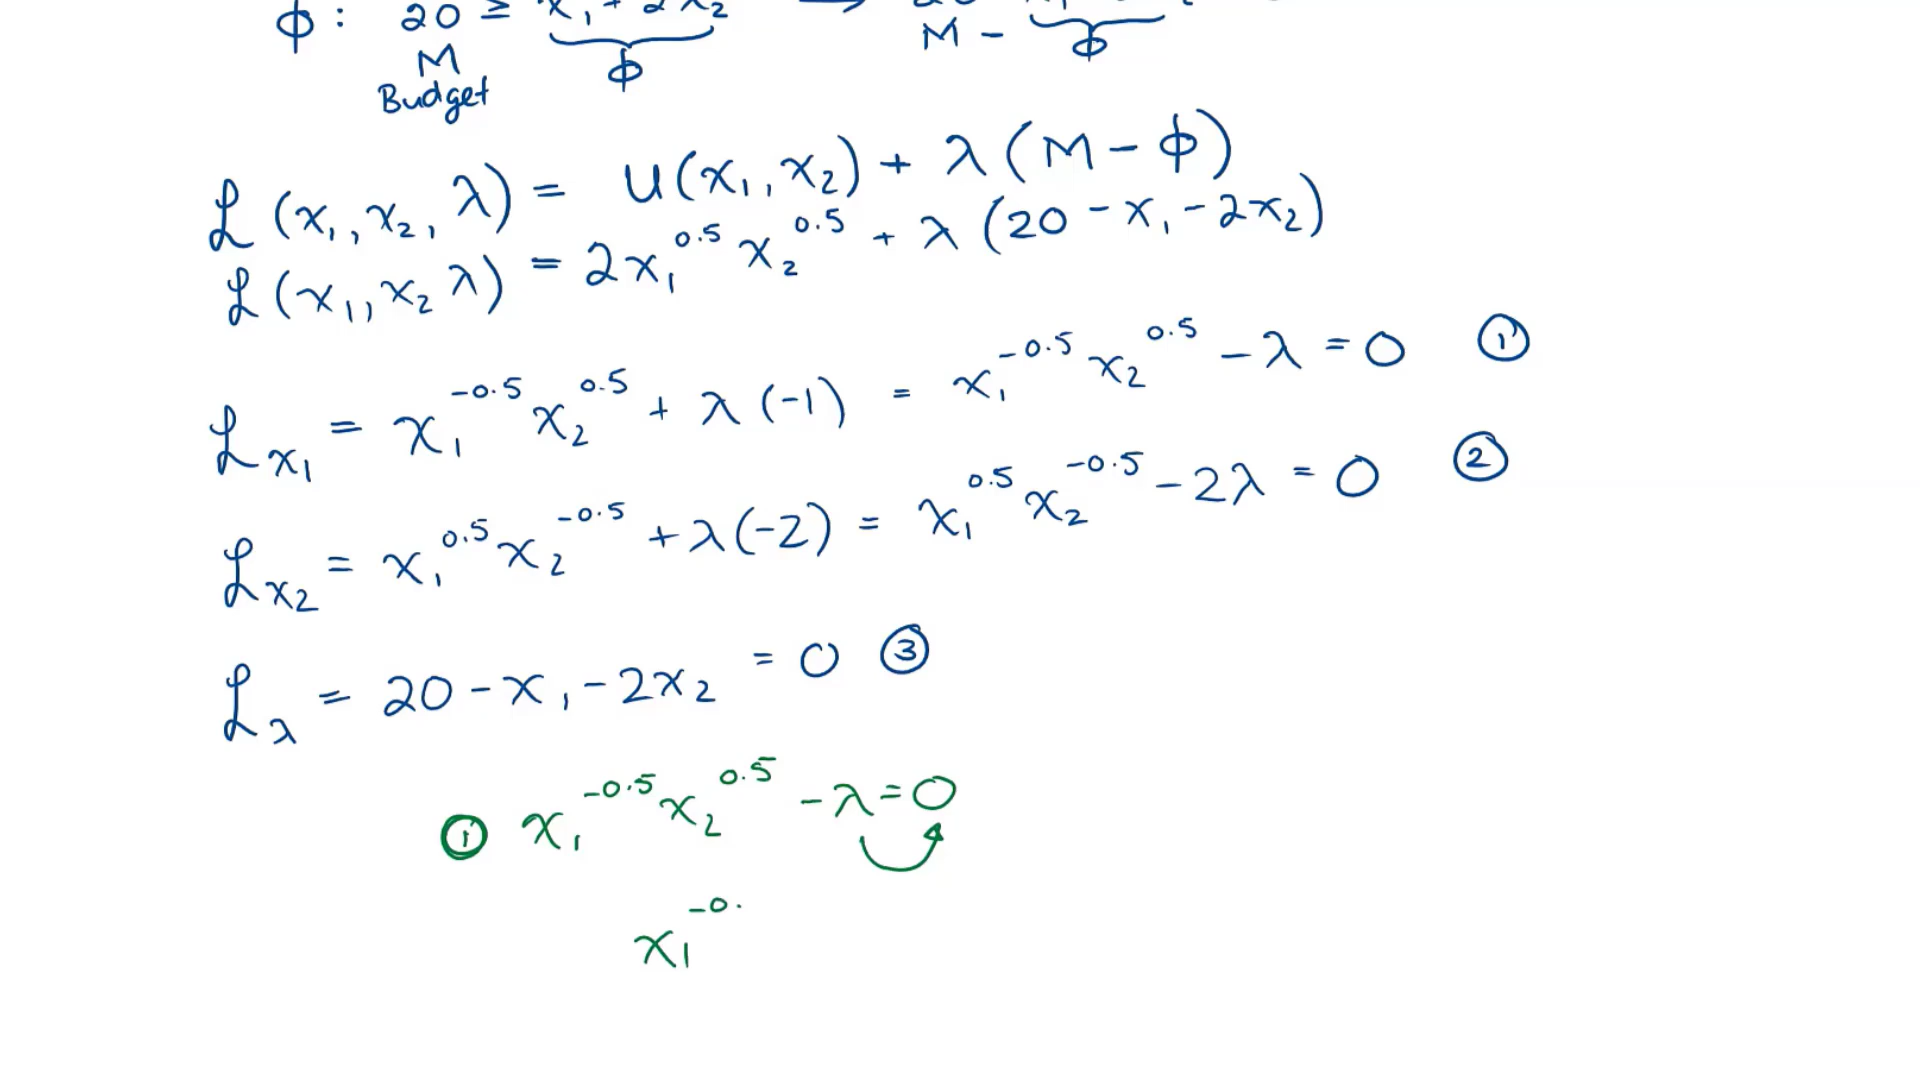 ϕ : 20 ≥ x₁ + 2x₂ → M - ϕ
M ϕ
Budget
ℒ(x₁, x₂, λ) = u(x₁, x₂) + λ(M - ϕ)
ℒ(x₁, x₂ λ) = 2x₁^0.5 x₂^0.5 + λ(20 - x₁ - 2x₂)
ℒx₁ = x₁^-0.5 x₂^0.5 + λ(-1) = x₁^-0.5 x₂^0.5 - λ = 0 ①
ℒx₂ = x₁^0.5 x₂^-0.5 + λ(-2) = x₁^0.5 x₂^-0.5 - 2λ = 0 ②
ℒλ = 20 - x₁ - 2x₂ = 0 ③
① x₁^-0.5 x₂^0.5 - λ = 0
x₁^-0.